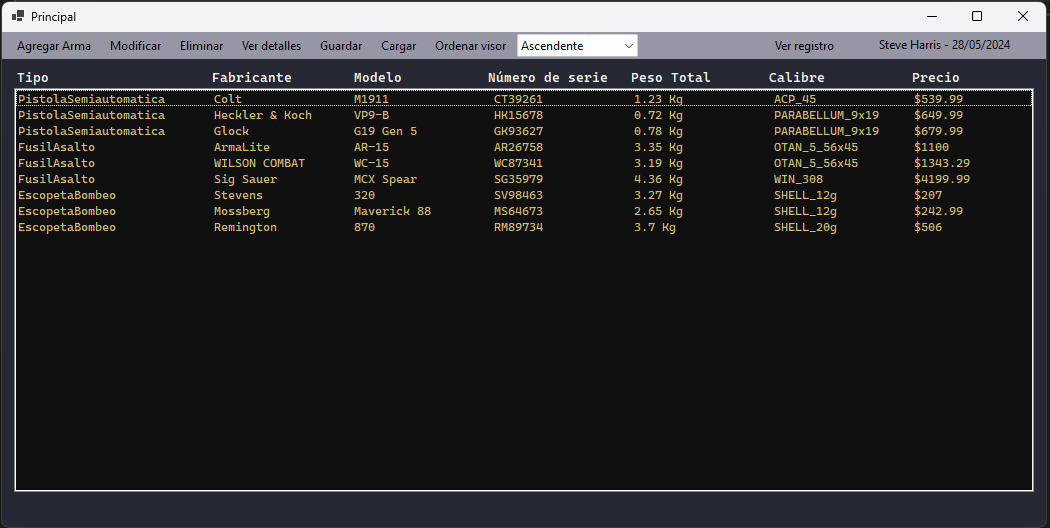 Principal
Agregar Arma Modificar Eliminar Ver detalles Guardar Cargar Ordenar visor Ascendente Ver registro Steve Harris - 28/05/2024
Tipo Fabricante Modelo Número de serie Peso Total Calibre Precio
PistolaSemiautomatica Colt M1911 CT39261 1.23 Kg ACP_45 $539.99
PistolaSemiautomatica Heckler & Koch VP9-B HK15678 0.72 Kg PARABELLUM_9x19 $649.99
PistolaSemiautomatica Glock G19 Gen 5 GK93627 0.78 Kg PARABELLUM_9x19 $679.99
FusilAsalto ArmaLite AR-15 AR26758 3.35 Kg OTAN_5_56x45 $1100
FusilAsalto WILSON COMBAT WC-15 WC87341 3.19 Kg OTAN_5_56x45 $1343.29
FusilAsalto Sig Sauer MCX Spear SG35979 4.36 Kg WIN_308 $4199.99
EscopetaBombeo Stevens 320 SV98463 3.27 Kg SHELL_12g $207
EscopetaBombeo Mossberg Maverick 88 MS64673 2.65 Kg SHELL_12g $242.99
EscopetaBombeo Remington 870 RM89734 3.7 Kg SHELL_20g $506